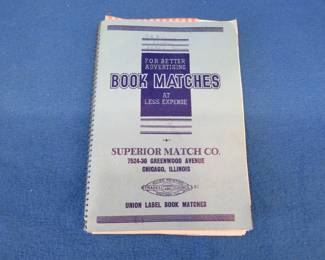 FOR BETTER
ADVERTISING
BOOK MATCHES
AT
LESS EXPENSE
SUPERIOR MATCH CO.
7524-30 GREENWOOD AVENUE
CHICAGO, ILLINOIS
UNION LABEL BOOK MATCHES